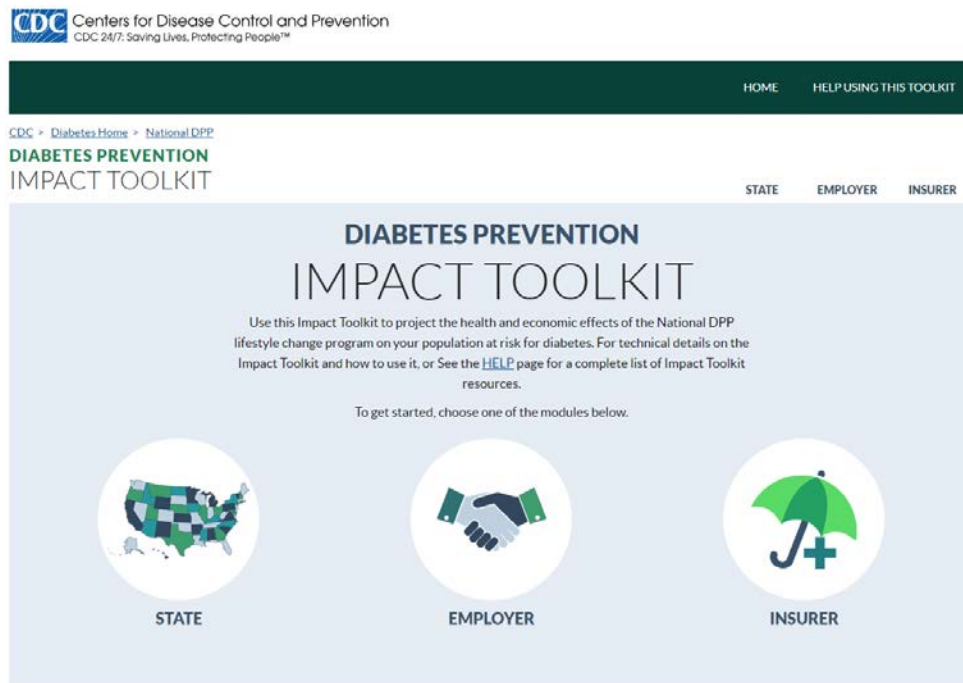 CDC Centers for Disease Control and Prevention
CDC 24/7: Saving Lives, Protecting People™
HOME HELP USING THIS TOOLKIT
CDC > Diabetes Home > National DPP
DIABETES PREVENTION
IMPACT TOOLKIT
STATE EMPLOYER INSURER
DIABETES PREVENTION
IMPACT TOOLKIT
Use this Impact Toolkit to project the health and economic effects of the National DPP
lifestyle change program on your population at risk for diabetes. For technical details on the
Impact Toolkit and how to use it, or See the HELP page for a complete list of Impact Toolkit
resources.
To get started, choose one of the modules below.
STATE EMPLOYER INSURER